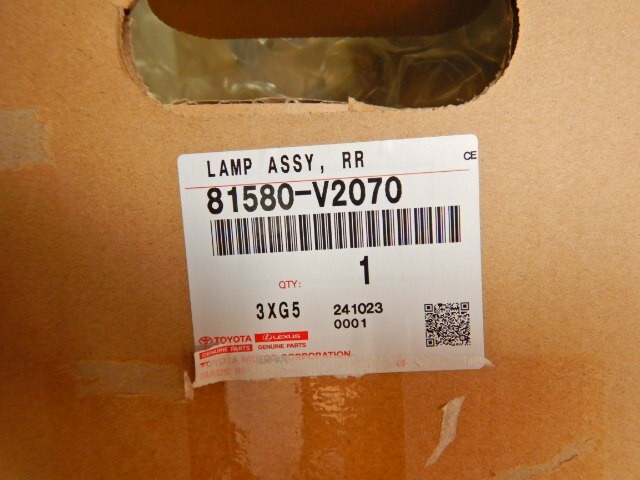 LAMP ASSY, RR
CE
81580-V2070
QTY: 1
3XG5 241023
0001
TOYOTA LEXUS
GENUINE PARTS GENUINE PARTS
CORPORATION